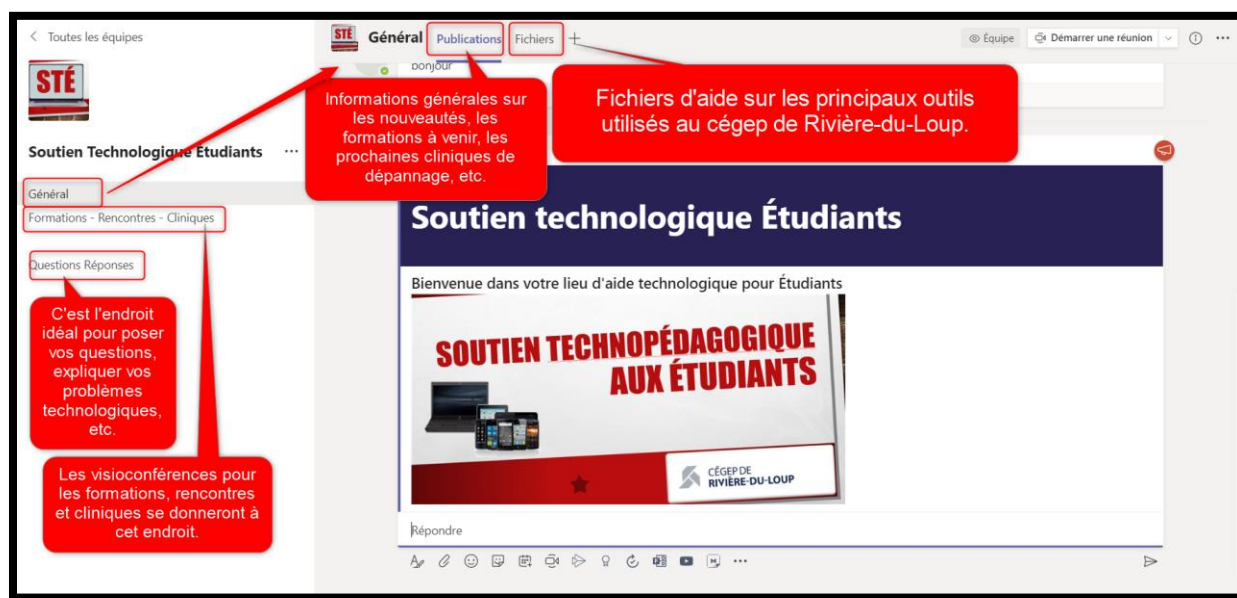 Toutes les équipes
STÉ
Général
Publications
Fichiers
Équipe
Démarrer une réunion
STÉ
bonjour
Informations générales sur
les nouveautés, les
formations à venir, les
prochaines cliniques de
dépannage, etc.
Fichiers d'aide sur les principaux outils
utilisés au cégep de Rivière-du-Loup.
Soutien Technologique Étudiants
Général
Formations - Rencontres - Cliniques
Questions Réponses
C'est l'endroit
idéal pour poser
vos questions,
expliquer vos
problèmes
technologiques,
etc.
Les visioconférences pour
les formations, rencontres
et cliniques se donneront à
cet endroit.
Soutien technologique Étudiants
Bienvenue dans votre lieu d'aide technologique pour Étudiants
SOUTIEN TECHNOPÉDAGOGIQUE
AUX ÉTUDIANTS
CÉGEP DE
RIVIÈRE-DU-LOUP
Répondre